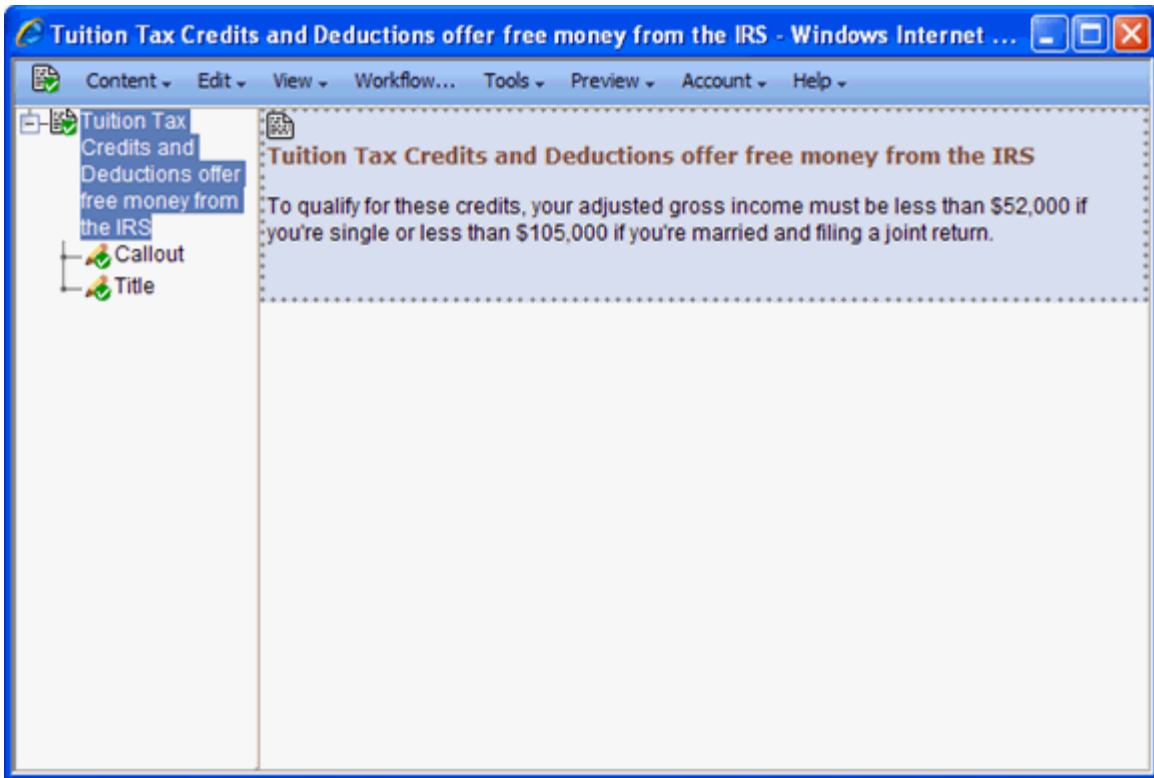 Tuition Tax Credits and Deductions offer free money from the IRS - Windows Internet ...
Content Edit View Workflow... Tools Preview Account Help
Tuition Tax
Credits and
Deductions offer
free money from
the IRS
Callout
Title
Tuition Tax Credits and Deductions offer free money from the IRS
To qualify for these credits, your adjusted gross income must be less than $52,000 if
you're single or less than $105,000 if you're married and filing a joint return.